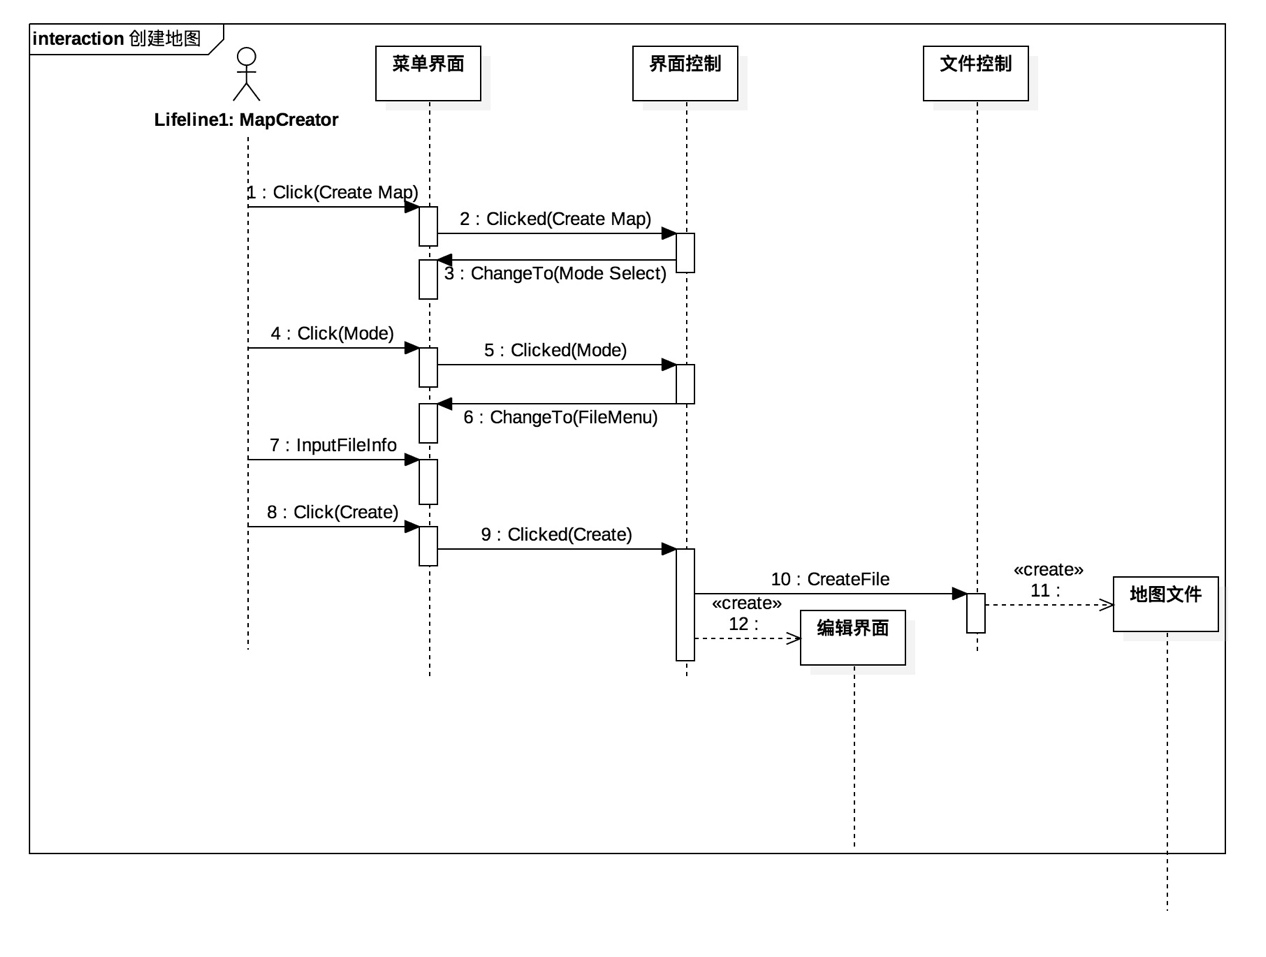 interaction 创建地图
菜单界面
界面控制
文件控制
Lifeline1: MapCreator
1 : Click(Create Map)
2 : Clicked(Create Map)
3 : ChangeTo(Mode Select)
4 : Click(Mode)
5 : Clicked(Mode)
6 : ChangeTo(FileMenu)
7 : InputFileInfo
8 : Click(Create)
9 : Clicked(Create)
10 : CreateFile
«create»
11 :
地图文件
«create»
12 :
编辑界面